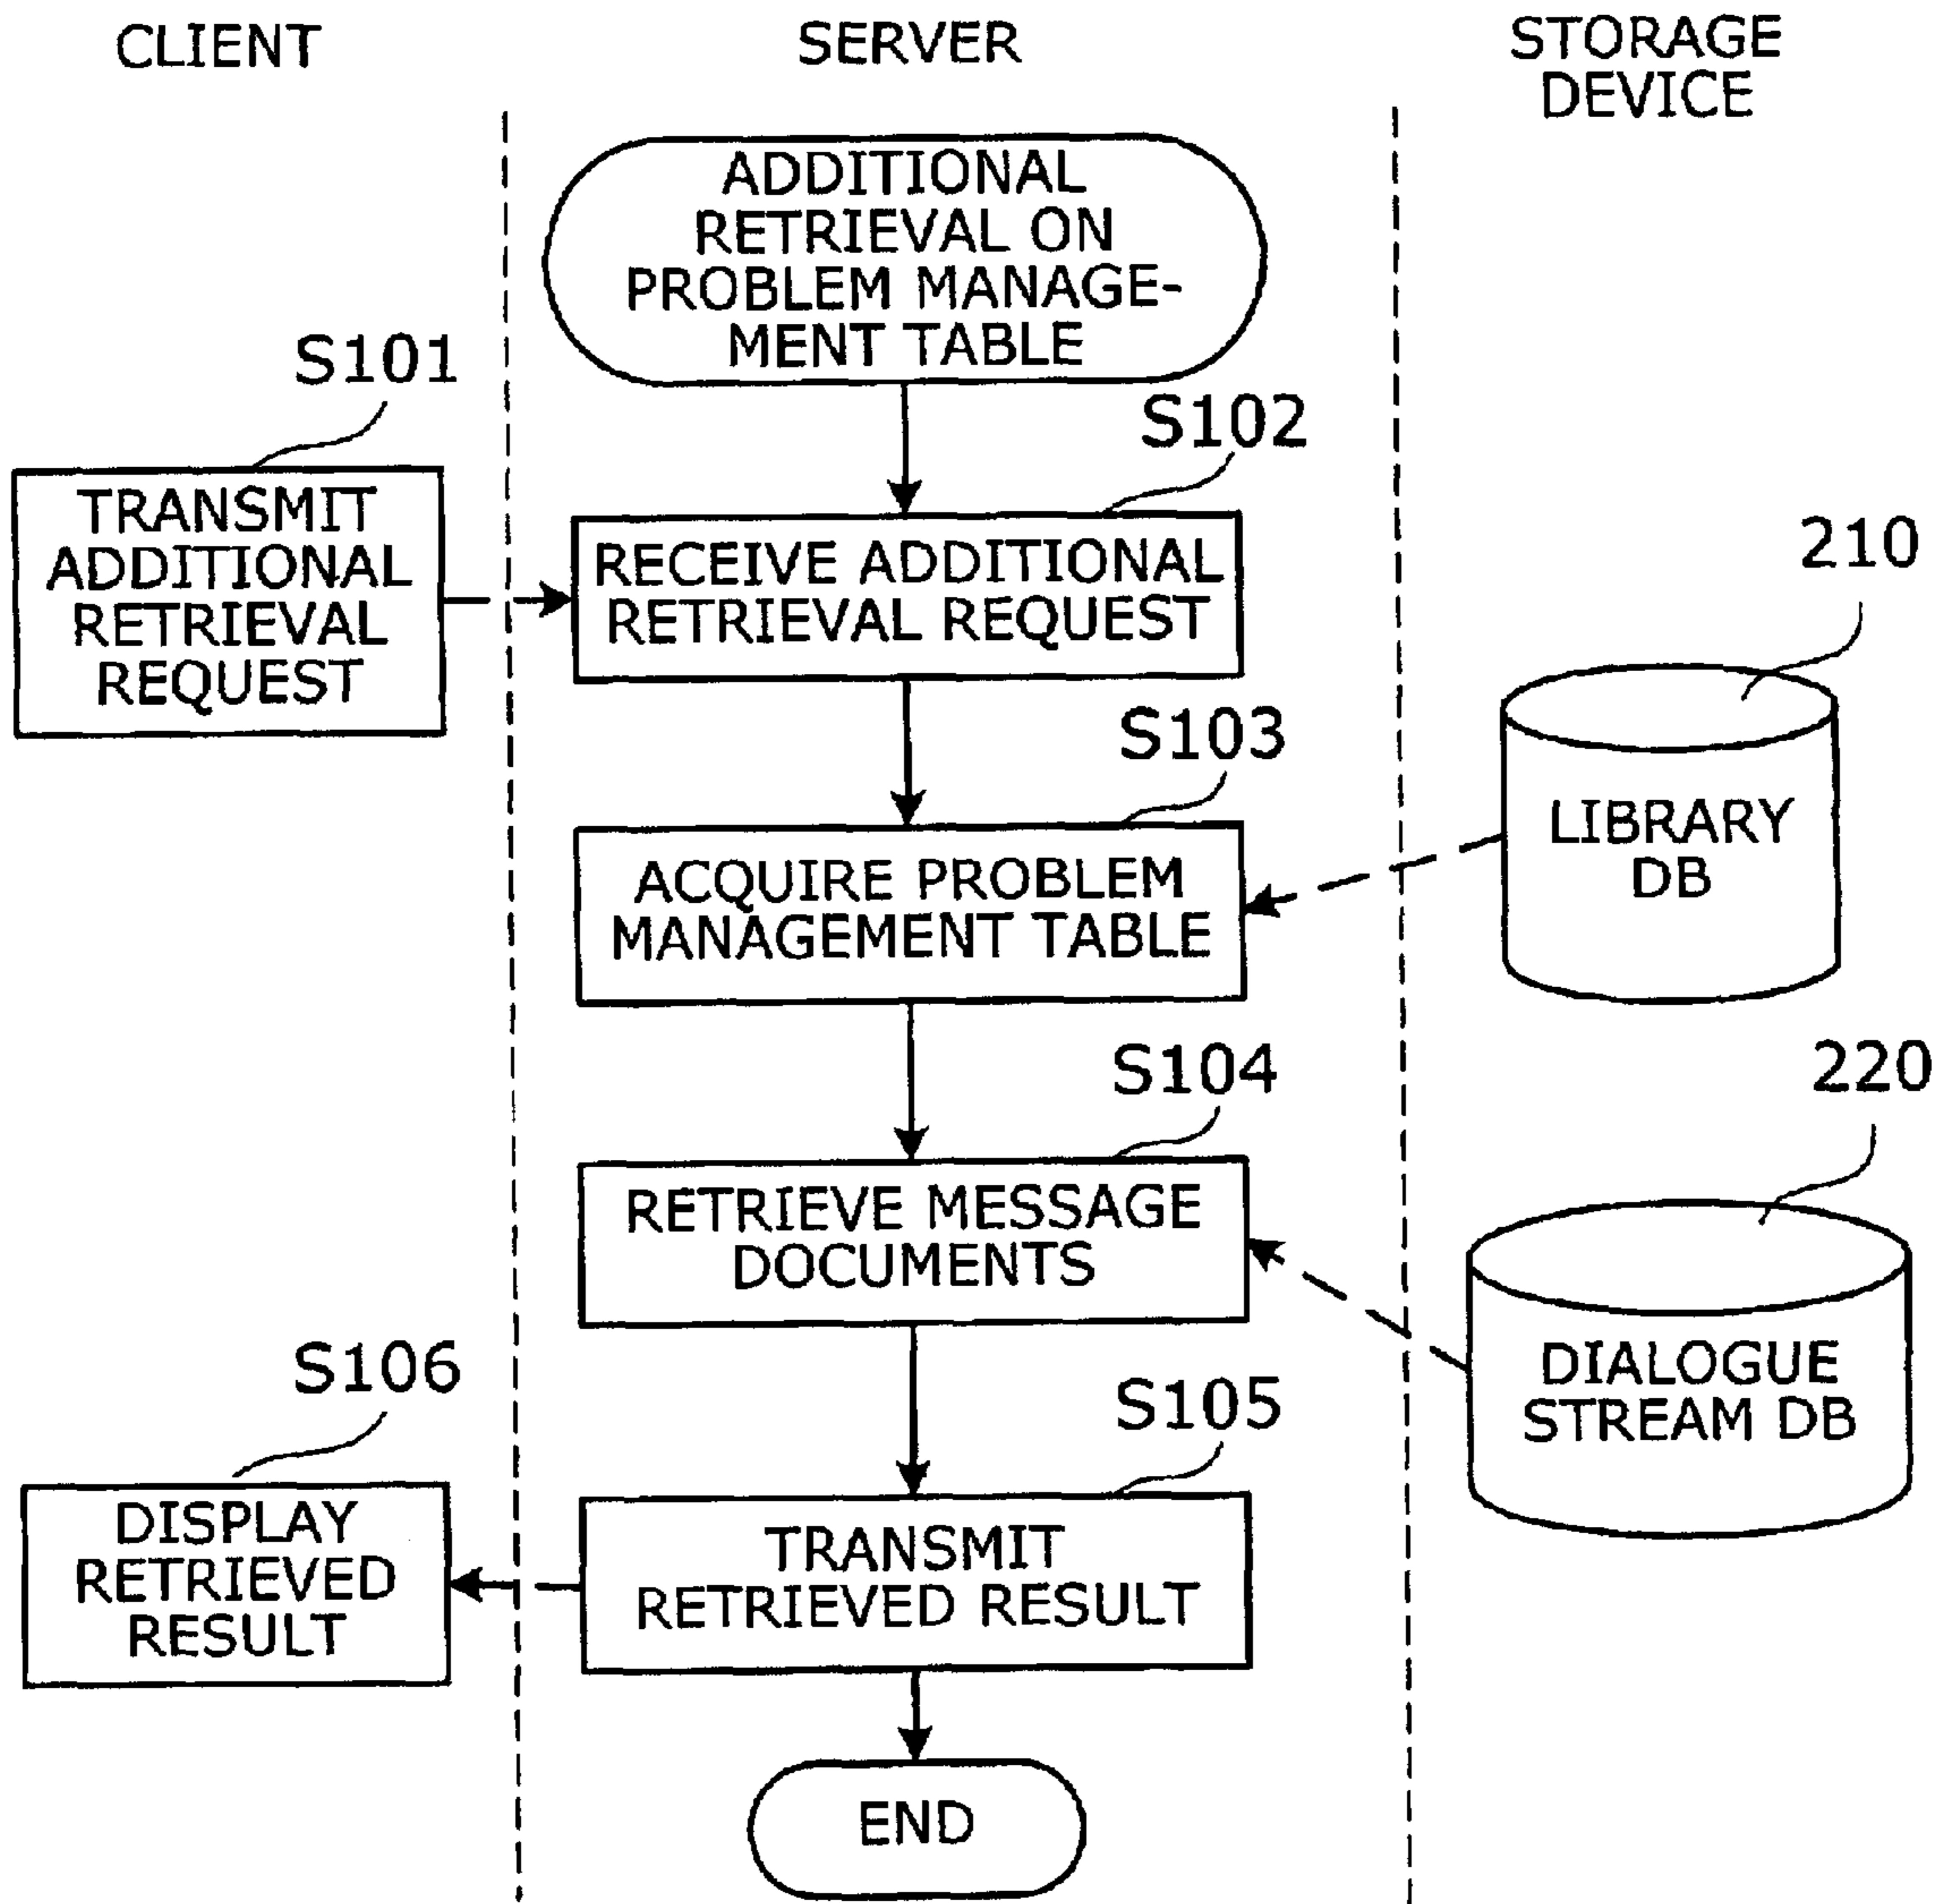 CLIENT
SERVER
STORAGE
DEVICE
ADDITIONAL
RETRIEVAL ON
PROBLEM MANAGE-
MENT TABLE
S101
S102
TRANSMIT
ADDITIONAL
RETRIEVAL
REQUEST
RECEIVE ADDITIONAL
RETRIEVAL REQUEST
210
S103
LIBRARY
DB
ACQUIRE PROBLEM
MANAGEMENT TABLE
S104
220
RETRIEVE MESSAGE
DOCUMENTS
DIALOGUE
STREAM DB
S106
S105
DISPLAY
RETRIEVED
RESULT
TRANSMIT
RETRIEVED RESULT
END